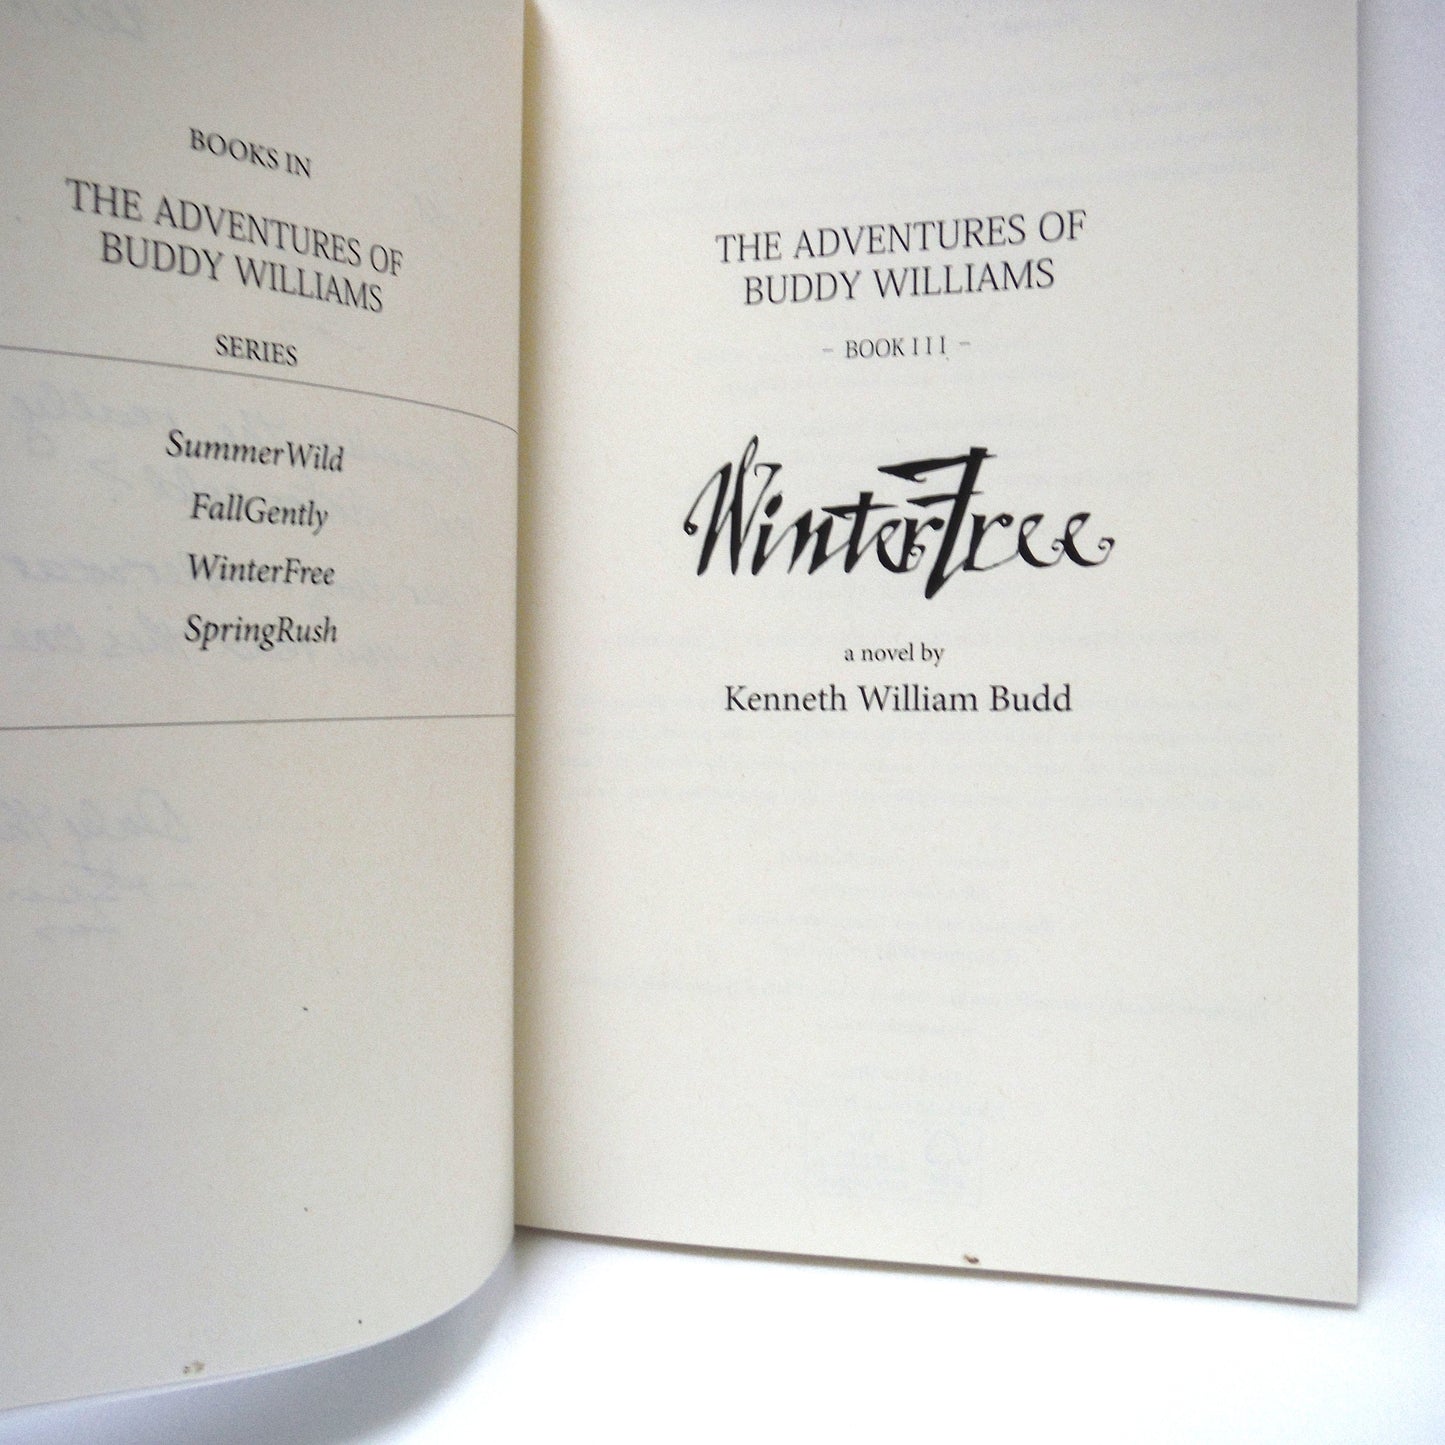 BOOKS IN
THE ADVENTURES OF
BUDDY WILLIAMS
SERIES
SummerWild
FallGently
WinterFree
SpringRush
THE ADVENTURES OF
BUDDY WILLIAMS
- BOOK III -
WinterFree
a novel by
Kenneth William Budd